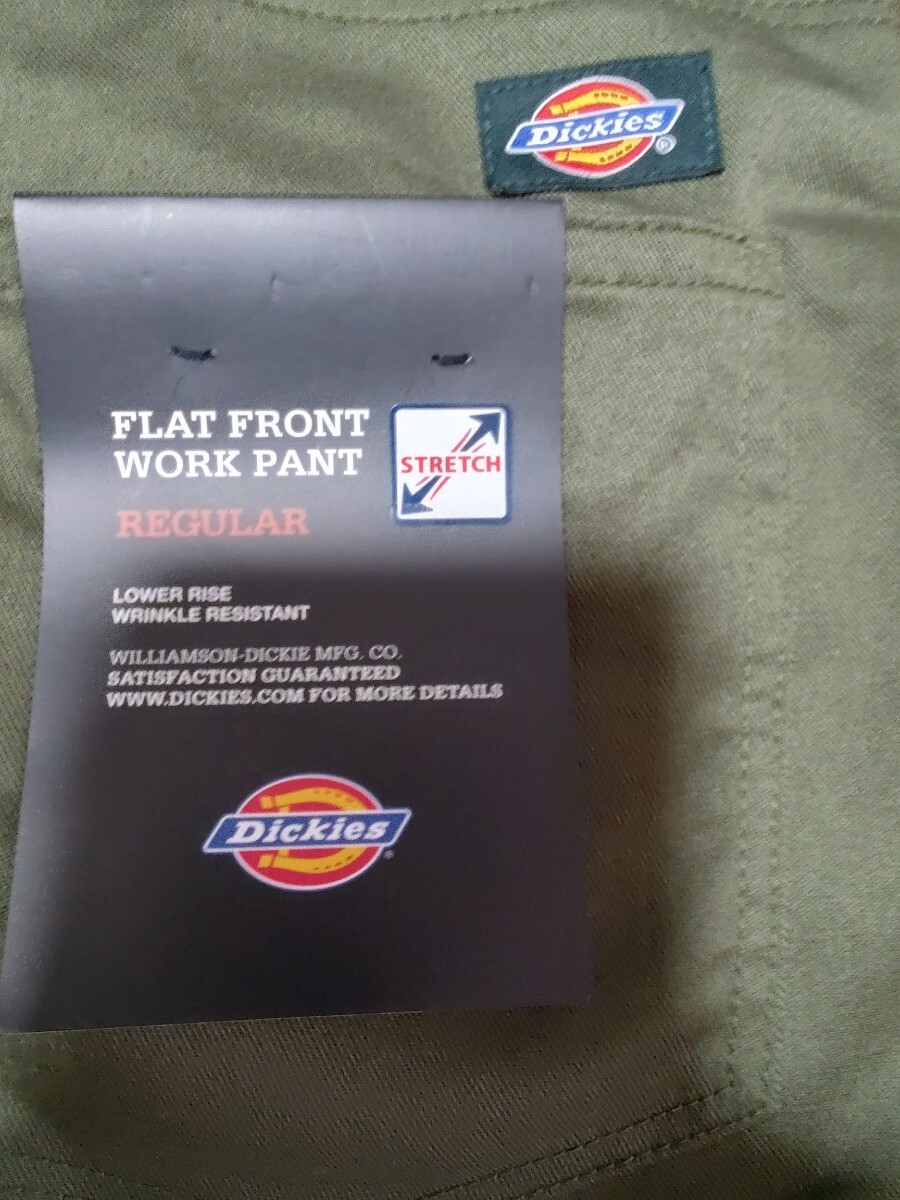 Dickies®
FLAT FRONT
WORK PANT
STRETCH
REGULAR
LOWER RISE
WRINKLE RESISTANT
WILLIAMSON-DICKIE MFG. CO.
SATISFACTION GUARANTEED
WWW.DICKIES.COM FOR MORE DETAILS
Dickies®